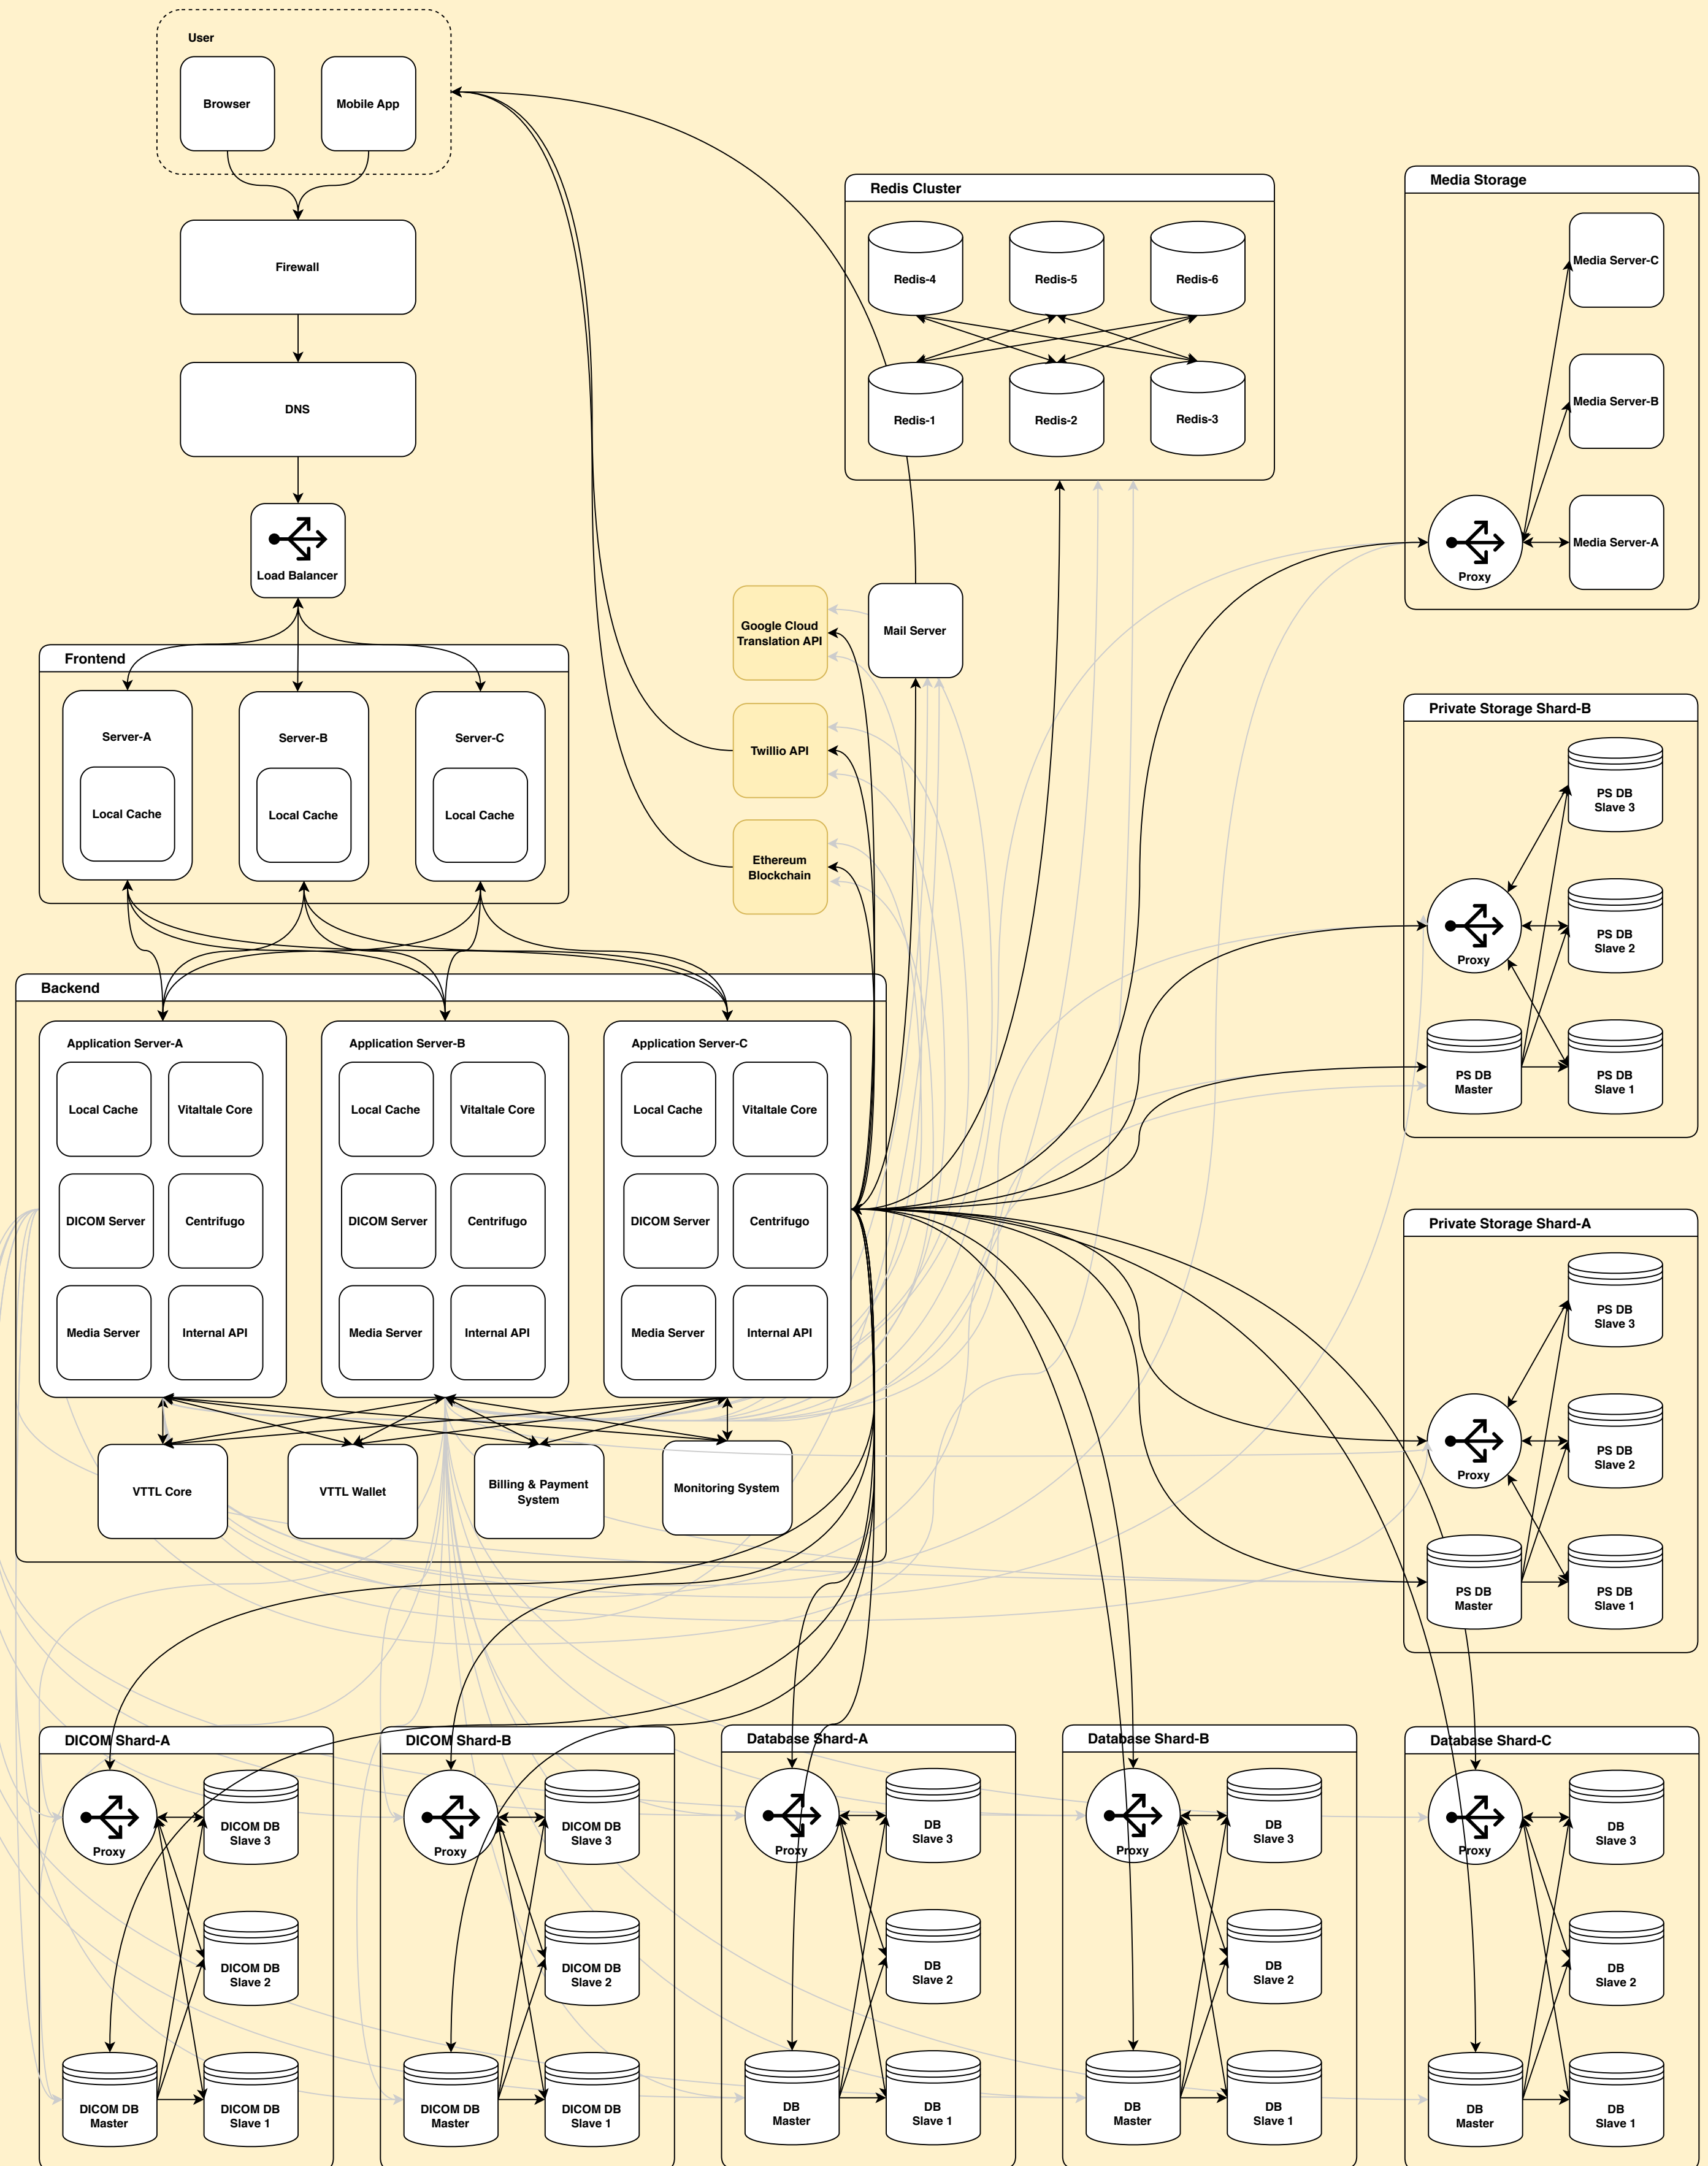 User
Browser
Mobile App
Firewall
DNS
Load Balancer
Frontend
Server-A
Local Cache
Server-B
Local Cache
Server-C
Local Cache
Redis Cluster
Redis-4
Redis-5
Redis-6
Redis-1
Redis-2
Redis-3
Google Cloud
Translation API
Mail Server
Twillio API
Ethereum
Blockchain
Media Storage
Media Server-C
Media Server-B
Media Server-A
Proxy
Private Storage Shard-B
PS DB
Slave 3
PS DB
Slave 2
Proxy
PS DB
Master
PS DB
Slave 1
Backend
Application Server-A
Local Cache
Vitaltale Core
DICOM Server
Centrifugo
Media Server
Internal API
Application Server-B
Local Cache
Vitaltale Core
DICOM Server
Centrifugo
Media Server
Internal API
Application Server-C
Local Cache
Vitaltale Core
DICOM Server
Centrifugo
Media Server
Internal API
VTTL Core
VTTL Wallet
Billing & Payment
System
Monitoring System
Private Storage Shard-A
PS DB
Slave 3
PS DB
Slave 2
Proxy
PS DB
Master
PS DB
Slave 1
DICOM Shard-A
Proxy
DICOM DB
Slave 3
DICOM DB
Slave 2
DICOM DB
Master
DICOM DB
Slave 1
DICOM Shard-B
Proxy
DICOM DB
Slave 3
DICOM DB
Slave 2
DICOM DB
Master
DICOM DB
Slave 1
Database Shard-A
Proxy
DB
Slave 3
DB
Slave 2
DB
Master
DB
Slave 1
Database Shard-B
Proxy
DB
Slave 3
DB
Slave 2
DB
Master
DB
Slave 1
Database Shard-C
Proxy
DB
Slave 3
DB
Slave 2
DB
Master
DB
Slave 1